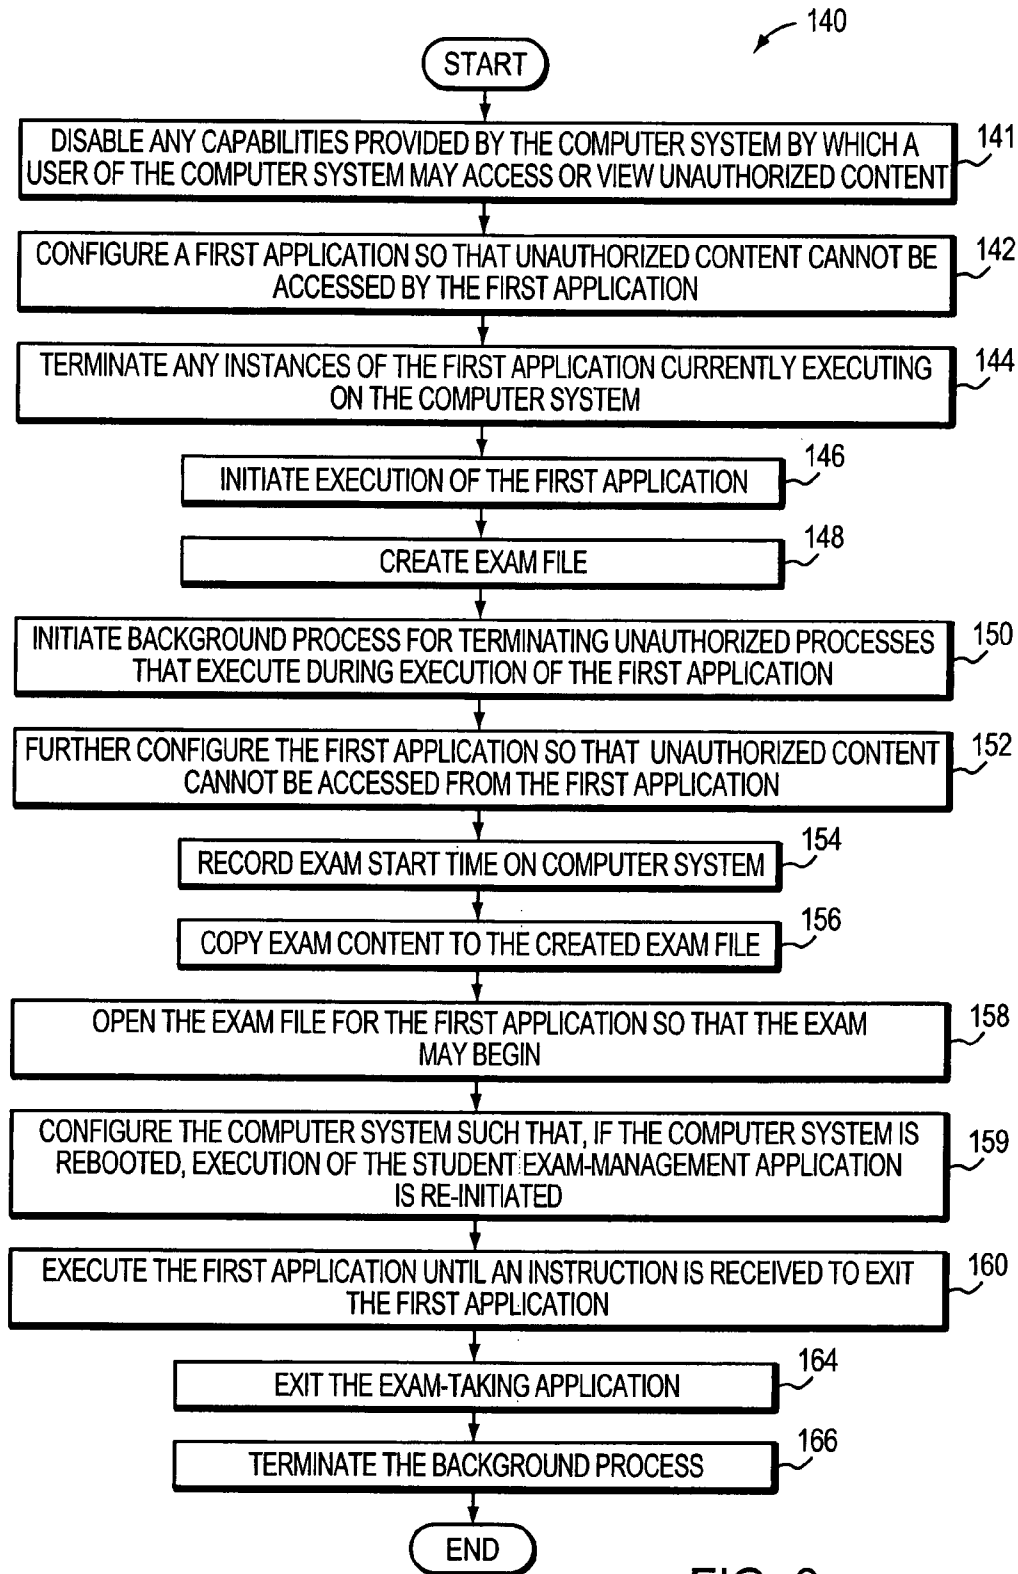 140
START
DISABLE ANY CAPABILITIES PROVIDED BY THE COMPUTER SYSTEM BY WHICH A
USER OF THE COMPUTER SYSTEM MAY ACCESS OR VIEW UNAUTHORIZED CONTENT
141
CONFIGURE A FIRST APPLICATION SO THAT UNAUTHORIZED CONTENT CANNOT BE
ACCESSED BY THE FIRST APPLICATION
142
TERMINATE ANY INSTANCES OF THE FIRST APPLICATION CURRENTLY EXECUTING
ON THE COMPUTER SYSTEM
144
INITIATE EXECUTION OF THE FIRST APPLICATION
146
CREATE EXAM FILE
148
INITIATE BACKGROUND PROCESS FOR TERMINATING UNAUTHORIZED PROCESSES
THAT EXECUTE DURING EXECUTION OF THE FIRST APPLICATION
150
FURTHER CONFIGURE THE FIRST APPLICATION SO THAT UNAUTHORIZED CONTENT
CANNOT BE ACCESSED FROM THE FIRST APPLICATION
152
RECORD EXAM START TIME ON COMPUTER SYSTEM
154
COPY EXAM CONTENT TO THE CREATED EXAM FILE
156
OPEN THE EXAM FILE FOR THE FIRST APPLICATION SO THAT THE EXAM
MAY BEGIN
158
CONFIGURE THE COMPUTER SYSTEM SUCH THAT, IF THE COMPUTER SYSTEM IS
REBOOTED, EXECUTION OF THE STUDENT EXAM-MANAGEMENT APPLICATION
IS RE-INITIATED
159
EXECUTE THE FIRST APPLICATION UNTIL AN INSTRUCTION IS RECEIVED TO EXIT
THE FIRST APPLICATION
160
EXIT THE EXAM-TAKING APPLICATION
164
TERMINATE THE BACKGROUND PROCESS
166
END